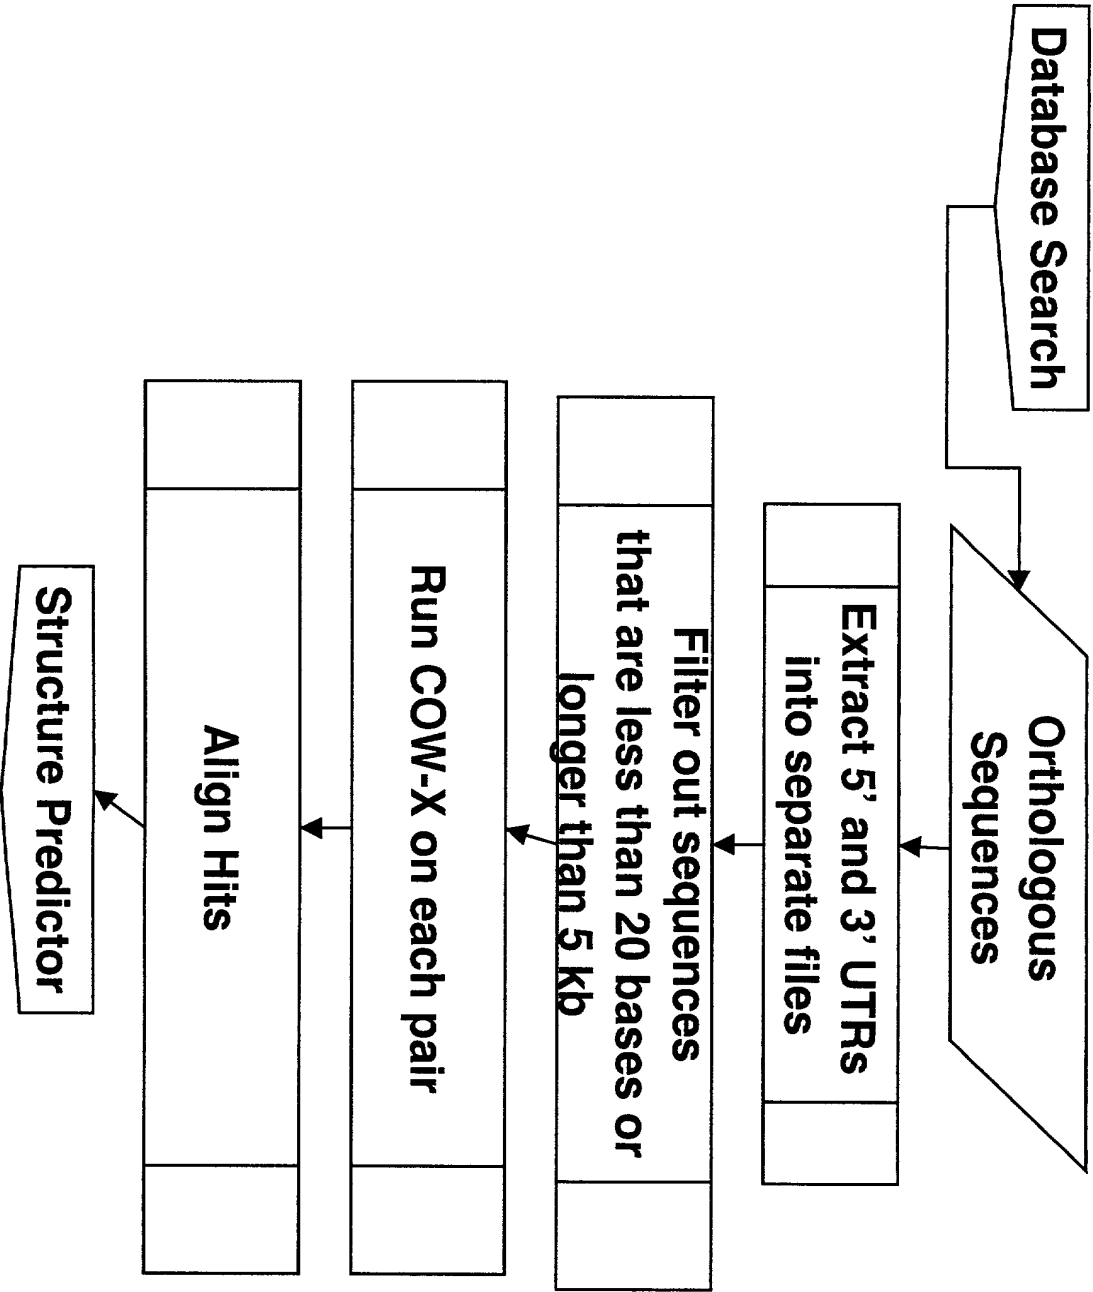 Database Search
Orthologous
Sequences
Extract 5’ and 3’ UTRs
into separate files
Filter out sequences
that are less than 20 bases or
longer than 5 kb
Run COW-X on each pair
Align Hits
Structure Predictor